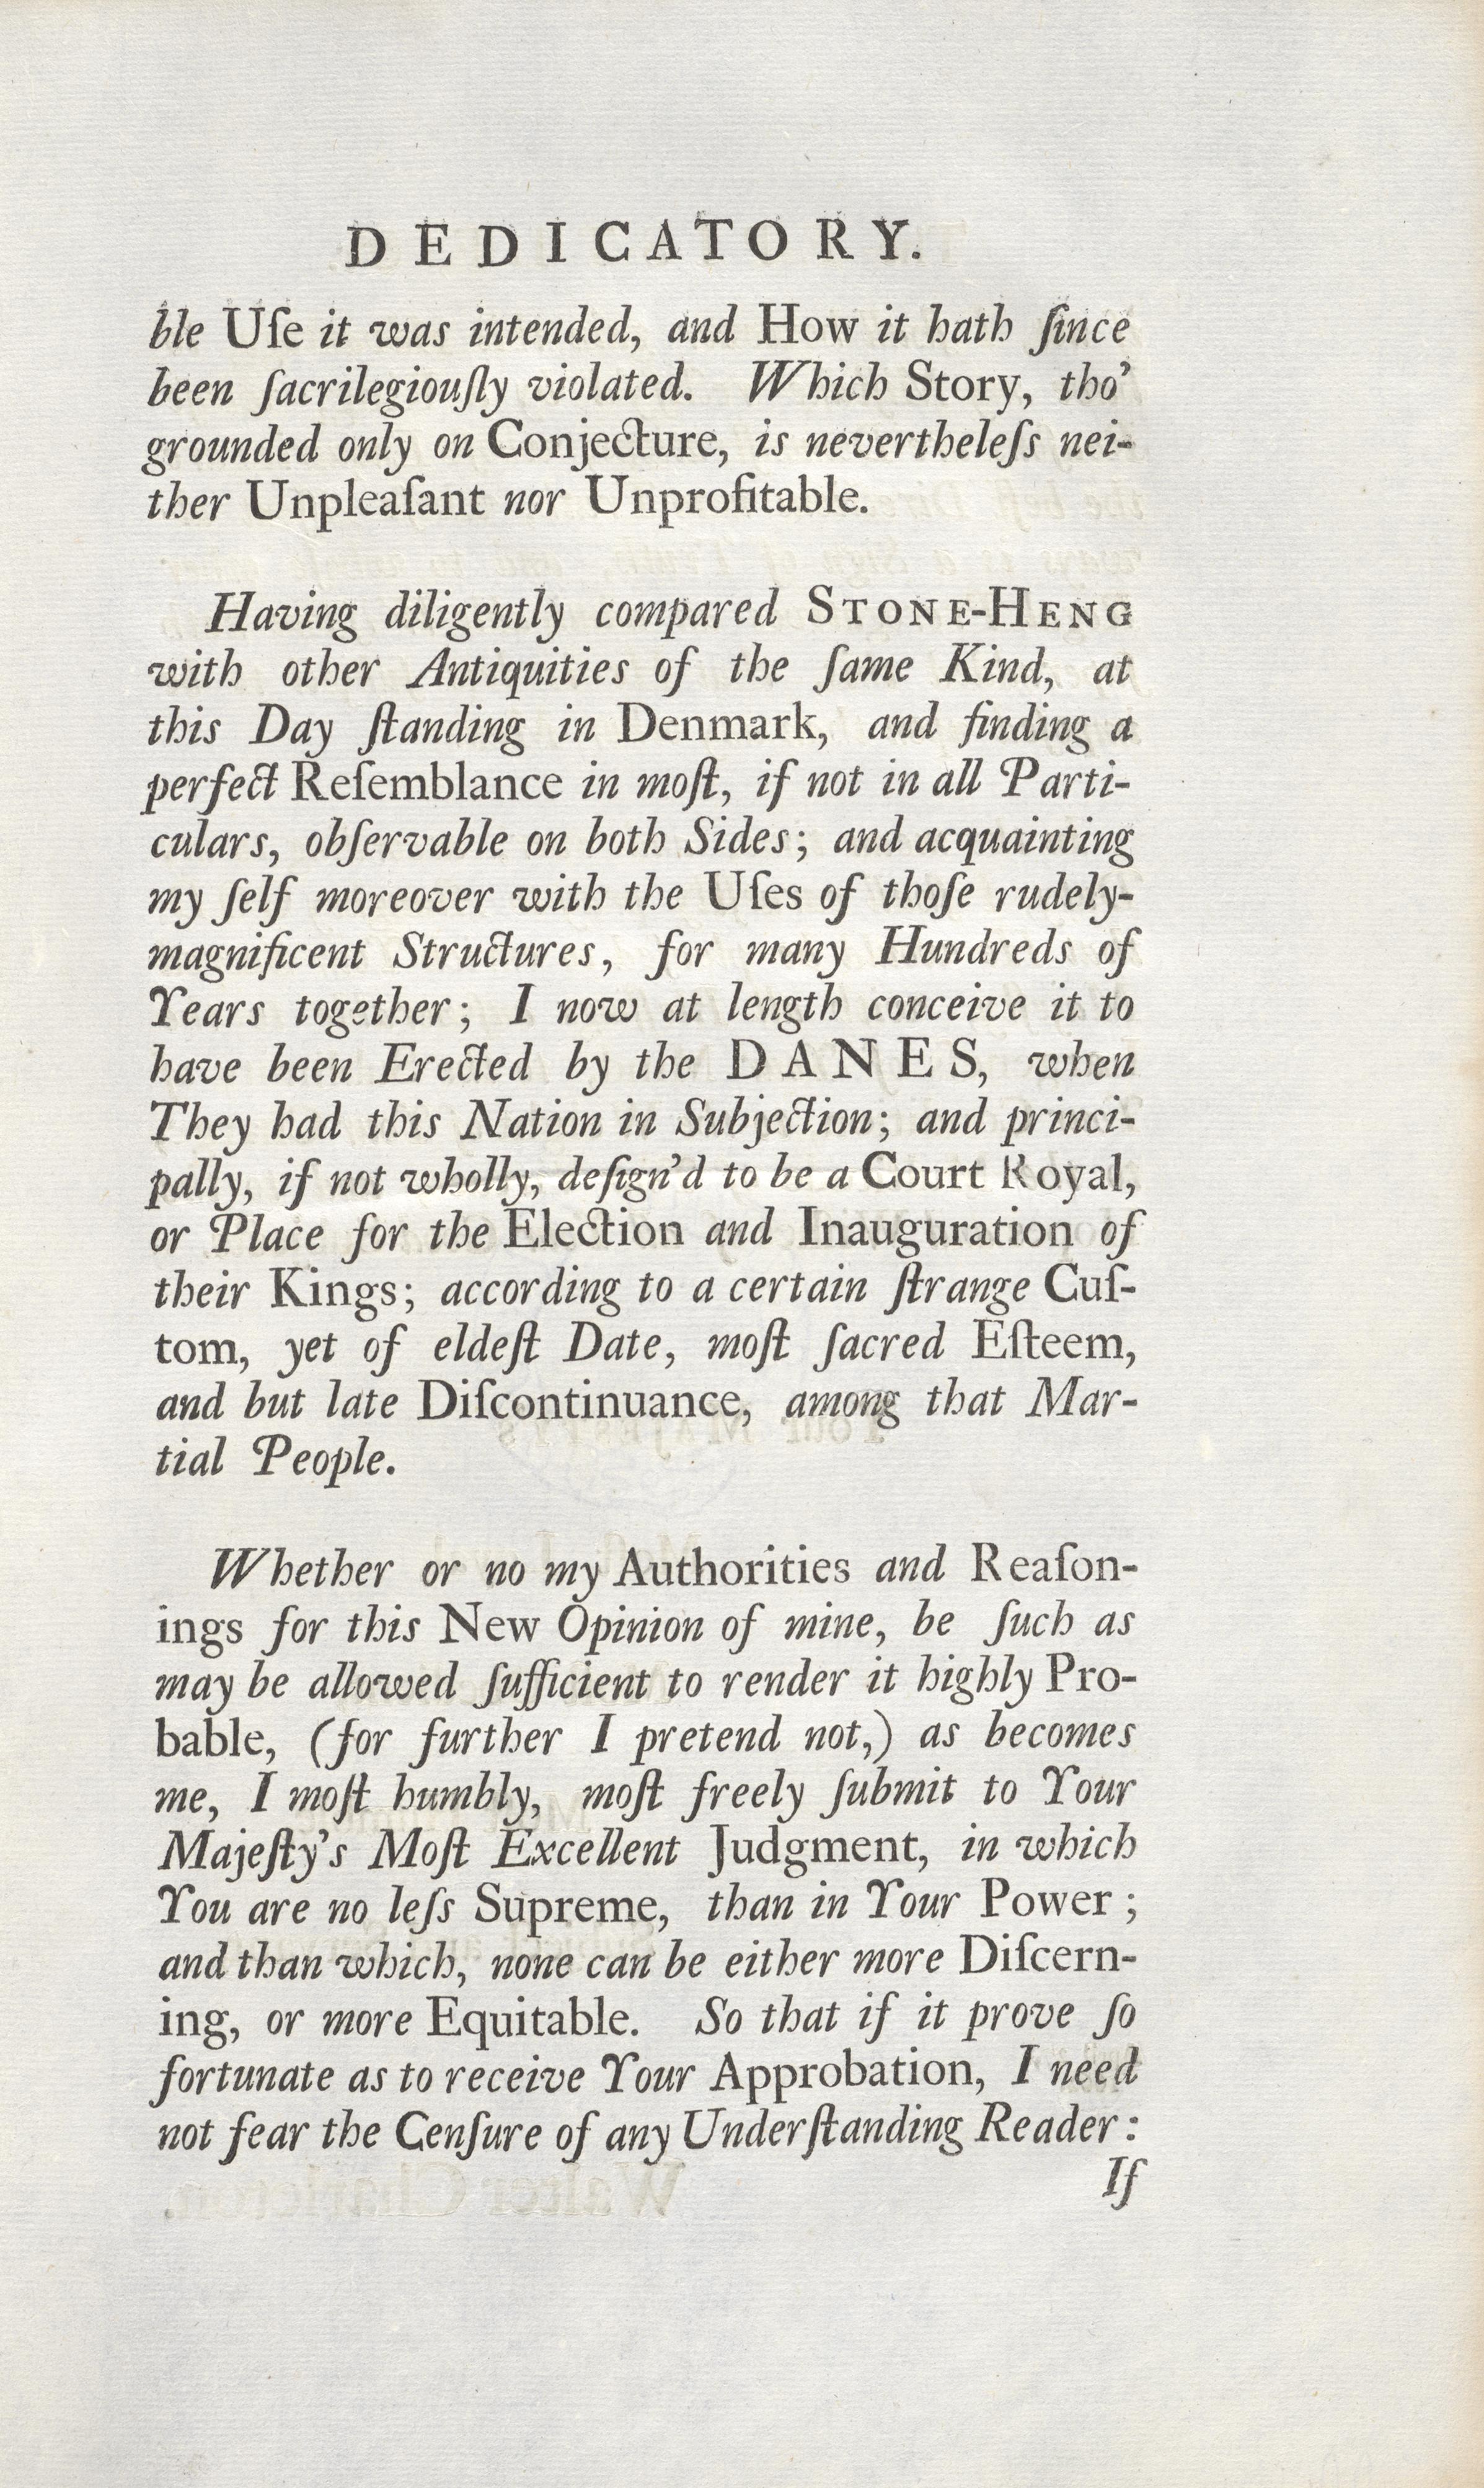 DEDICATORY.
ble Uſe it was intended, and How it hath ſince
been ſacrilegiouſly violated. Which Story, tho'
grounded only on Conjecture, is nevertheleſs nei-
ther Unpleaſant nor Unprofitable.
Having diligently compared STONE-HENG
with other Antiquities of the ſame Kind, at
this Day ſtanding in Denmark, and finding a
perfect Reſemblance in moſt, if not in all Parti-
culars, obſervable on both Sides; and acquainting
my ſelf moreover with the Uſes of thoſe rudely-
magnificent Structures, for many Hundreds of
Years together; I now at length conceive it to
have been Erected by the DANES, when
They had this Nation in Subjection; and princi-
pally, if not wholly, deſign'd to be a Court Royal,
or Place for the Election and Inauguration of
their Kings; according to a certain ſtrange Cuſ-
tom, yet of eldeſt Date, moſt ſacred Eſteem,
and but late Diſcontinuance, among that Mar-
tial People.
Whether or no my Authorities and Reaſon-
ings for this New Opinion of mine, be ſuch as
may be allowed ſufficient to render it highly Pro-
bable, (for further I pretend not,) as becomes
me, I moſt humbly, moſt freely ſubmit to Your
Majeſty's Moſt Excellent Judgment, in which
You are no leſs Supreme, than in Your Power;
and than which, none can be either more Diſcern-
ing, or more Equitable. So that if it prove ſo
fortunate as to receive Your Approbation, I need
not fear the Cenſure of any Underſtanding Reader:
If